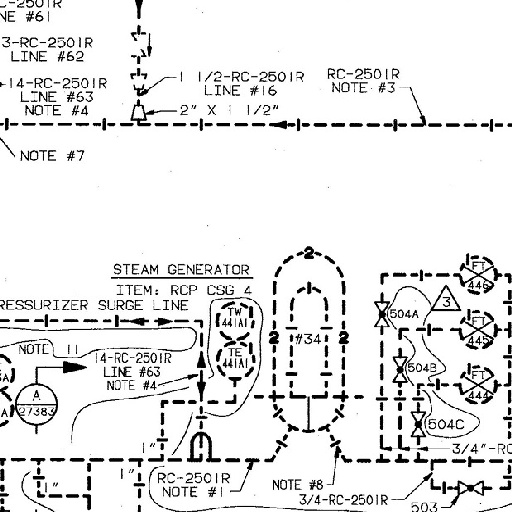 C-2501R
NE #61
3-RC-2501R
LINE #62
14-RC-2501R
LINE #63
NOTE #4
1 1/2-RC-2501R
LINE #16
2" X 1 1/2"
RC-2501R
NOTE #3
NOTE #7
STEAM GENERATOR
ITEM: RCP CSG 4
RESSURIZER SURGE LINE
NOTE 11
14-RC-2501R
LINE #63
NOTE #4
A
27383
TW
441A1
TE
441A1
2
2
2
#34
FT
446
FT
445
FT
444
3
504A
504B
504C
3/4"-RC
1"
1"
1"
RC-2501R
NOTE #1
NOTE #8
3/4-RC-2501R
503